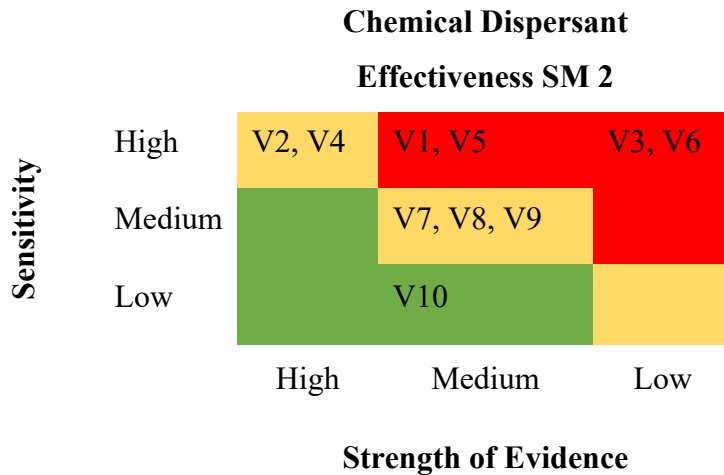 Chemical Dispersant
Effectiveness SM 2
Sensitivity
High V2, V4 V1, V5 V3, V6
Medium V7, V8, V9
Low V10
High Medium Low
Strength of Evidence